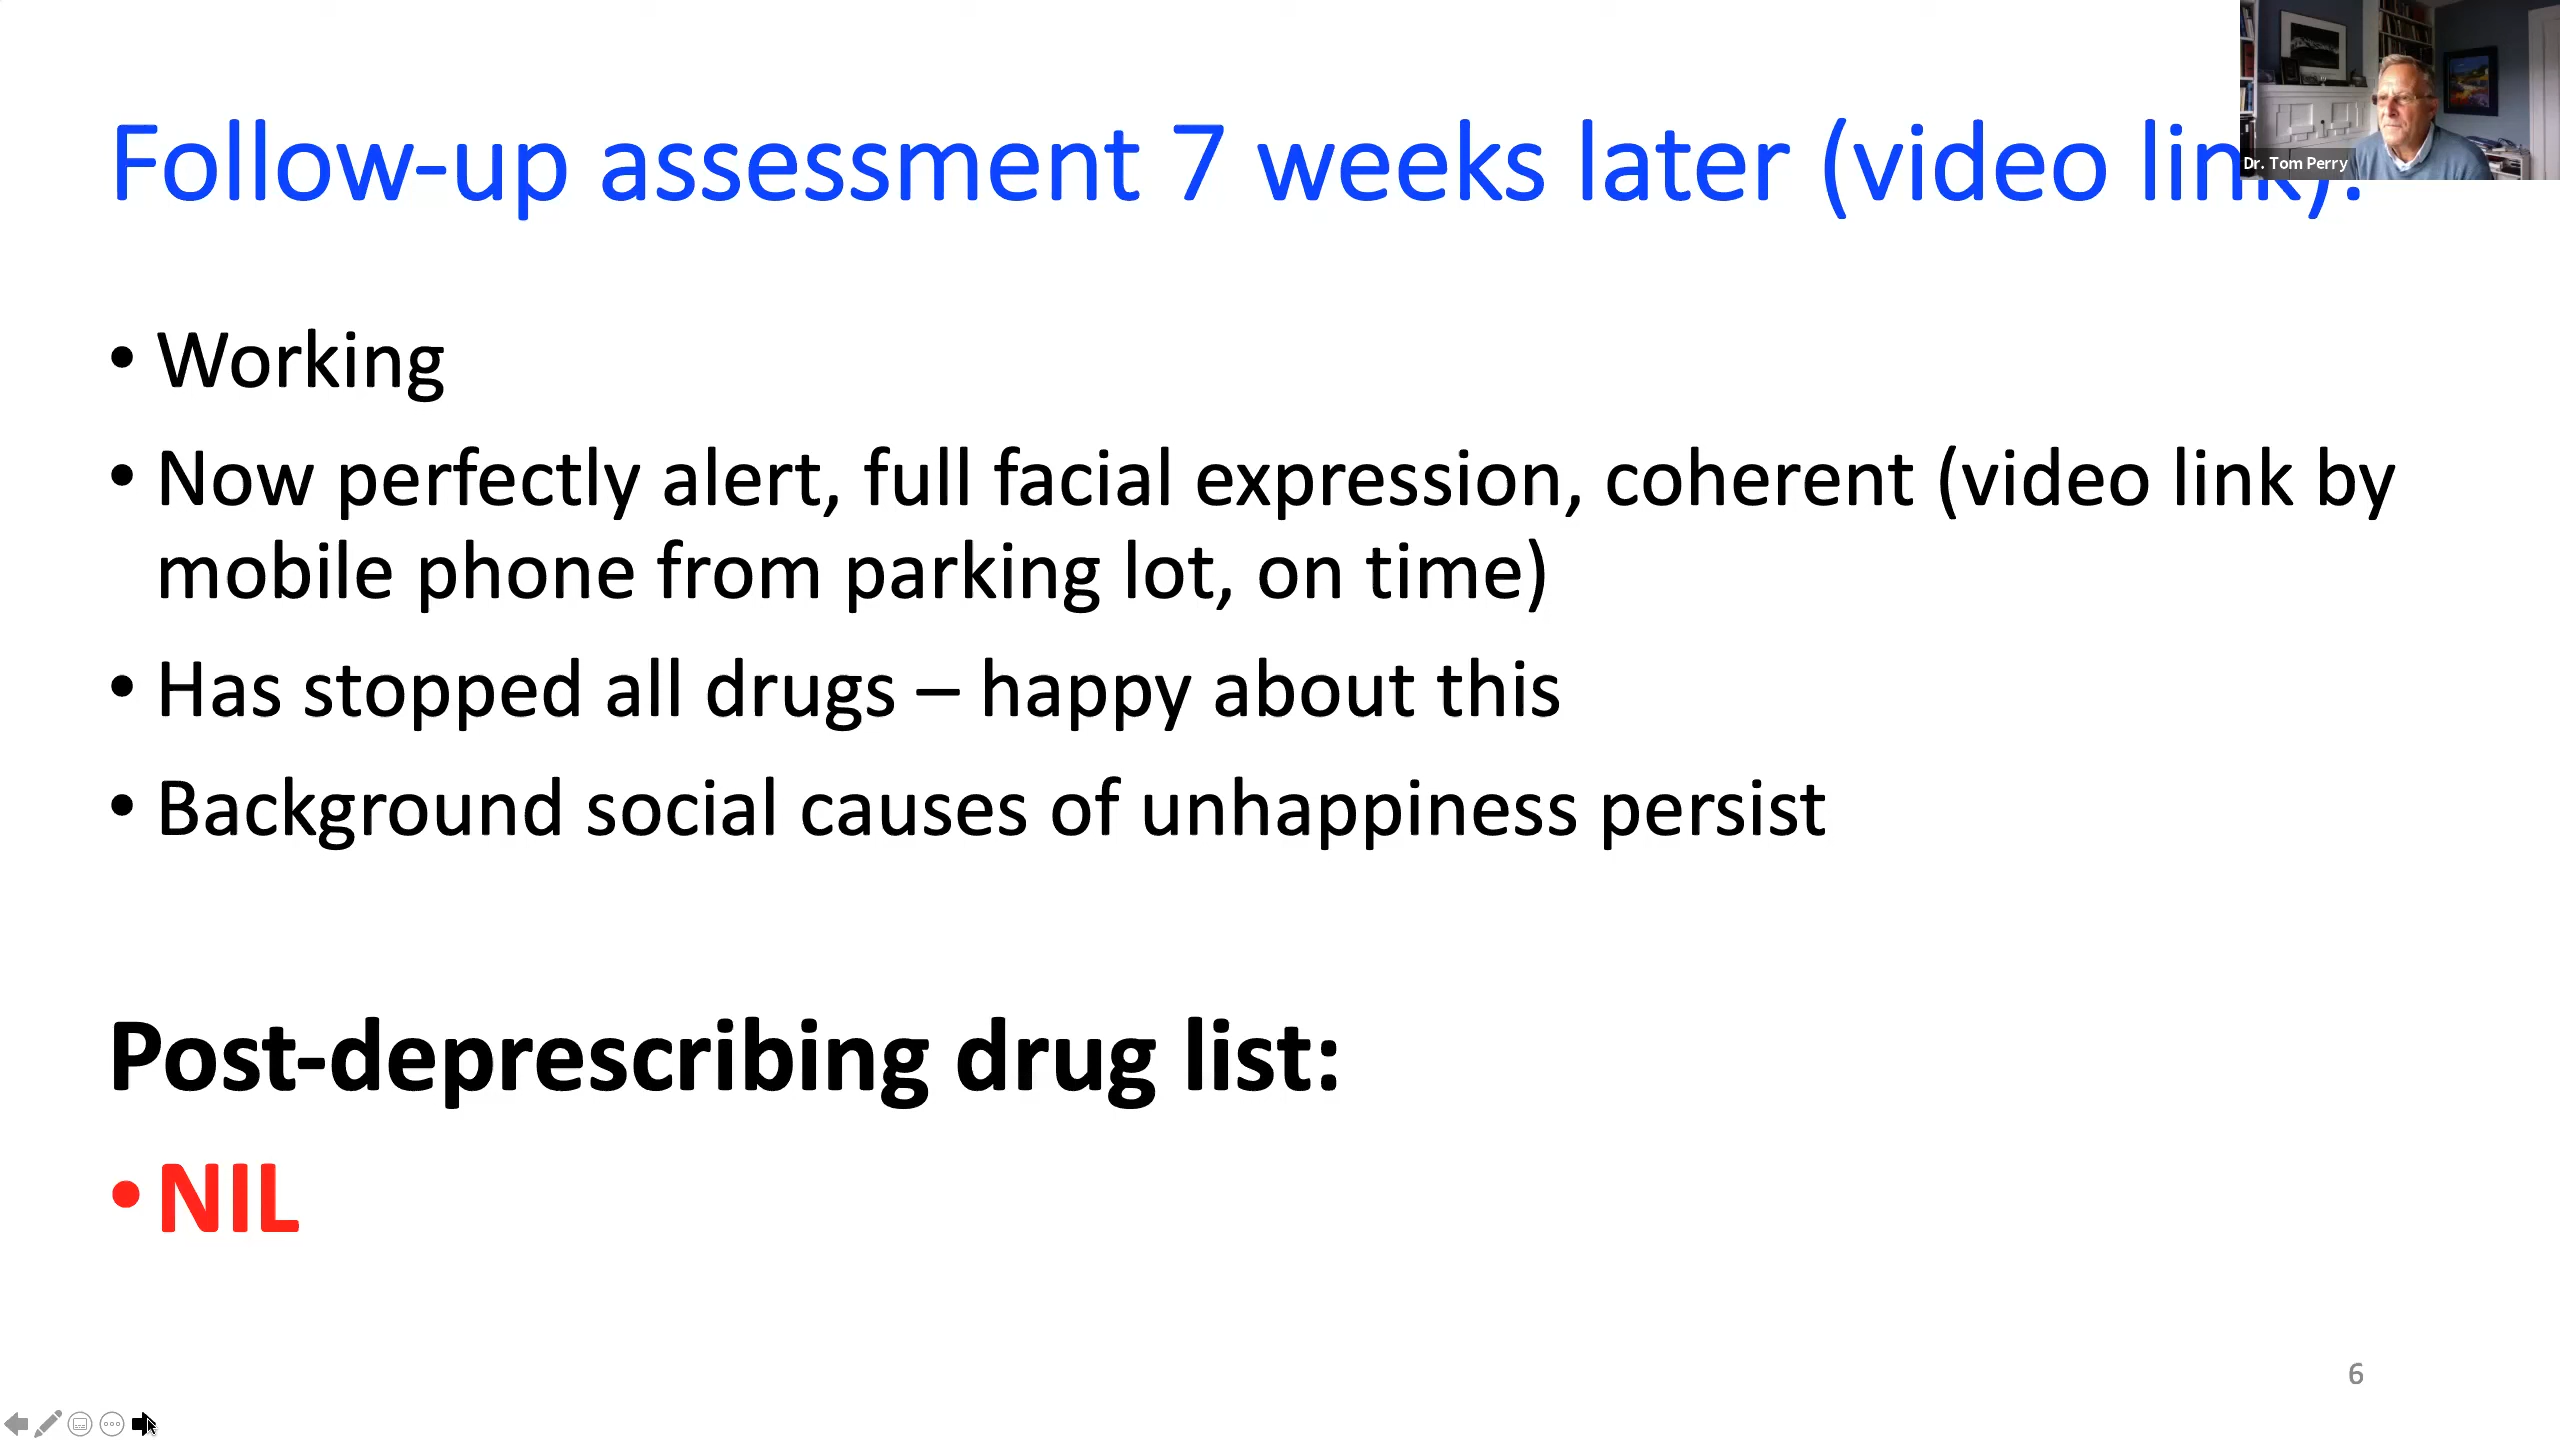 Follow-up assessment 7 weeks later (video link):
Dr. Tom Perry
• Working
• Now perfectly alert, full facial expression, coherent (video link by
mobile phone from parking lot, on time)
• Has stopped all drugs – happy about this
• Background social causes of unhappiness persist
Post-deprescribing drug list:
• NIL
6